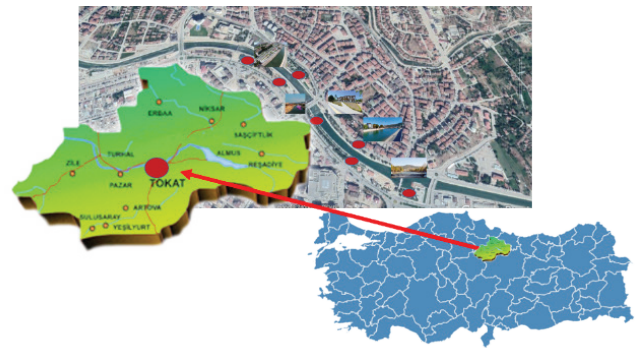 ERBAA
NİKSAR
BAŞÇİFTLİK
ZİLE
TURHAL
ALMUS
REŞADİYE
PAZAR
TOKAT
ARTOVA
SULUSARAY
YEŞİLYURT